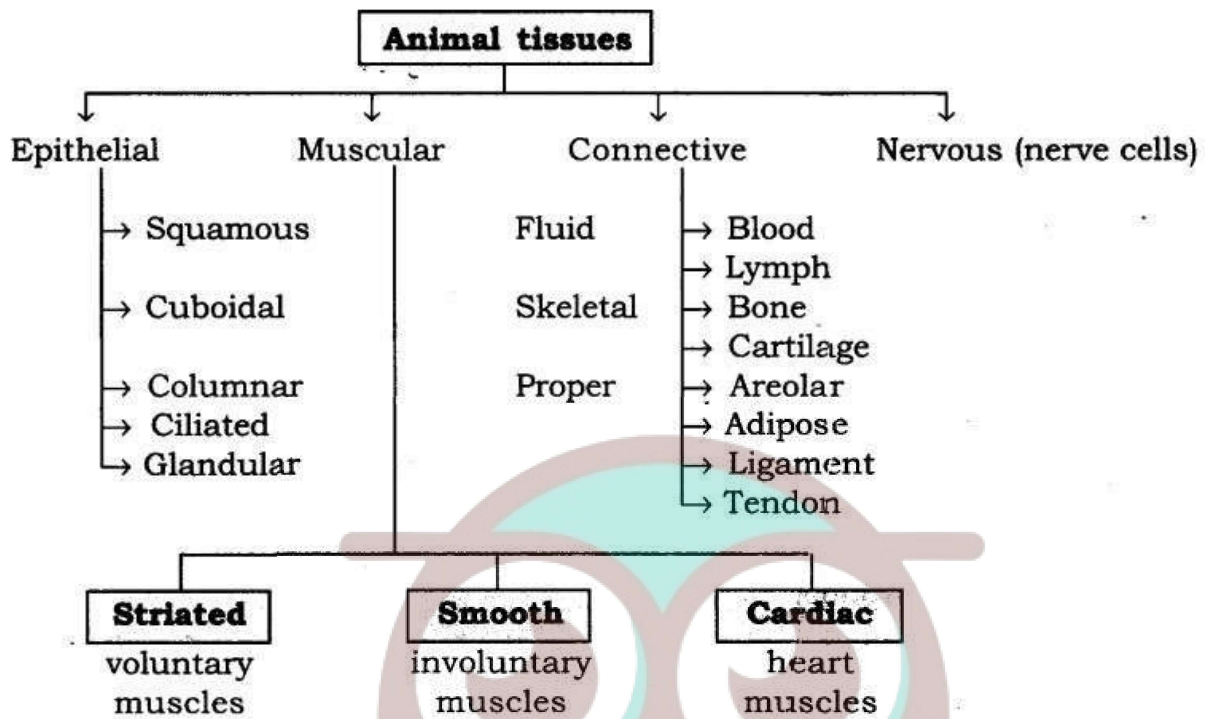 Animal tissues
Epithelial Muscular Connective Nervous (nerve cells)
Squamous Fluid Blood
Lymph
Cuboidal Skeletal Bone
Cartilage
Columnar Proper Areolar
Ciliated Adipose
Glandular Ligament
Tendon
Striated Smooth Cardiac
voluntary involuntary heart
muscles muscles muscles